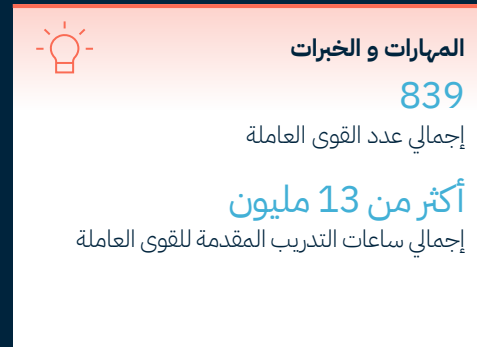 المهارات و الخبرات
839
إجمالي عدد القوى العاملة
أكثر من 13 مليون
إجمالي ساعات التدريب المقدمة للقوى العاملة